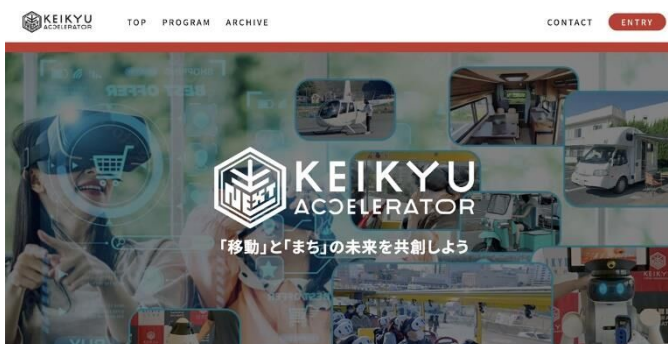 KEIKYU
ACCELERATOR
TOP PROGRAM ARCHIVE
CONTACT ENTRY
BEST OFFER
NEXT
KEIKYU
ACCELERATOR
「移動」と「まち」の未来を共創しよう